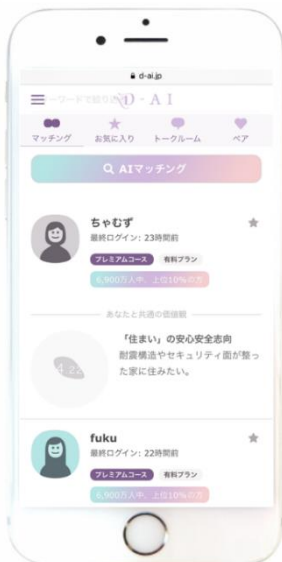 d-ai.jp
D - A I
マッチング
お気に入り
トークルーム
ペア
AIマッチング
ちゃむず
最終ログイン: 23時間前
プレミアムコース
有料プラン
6,900万人中、上位10%の方
あなたと共通の価値観
「住まい」の安心安全志向
耐震構造やセキュリティ面が整っ
た家に住みたい。
fuku
最終ログイン: 22時間前
プレミアムコース
有料プラン
6,900万人中、上位10%の方